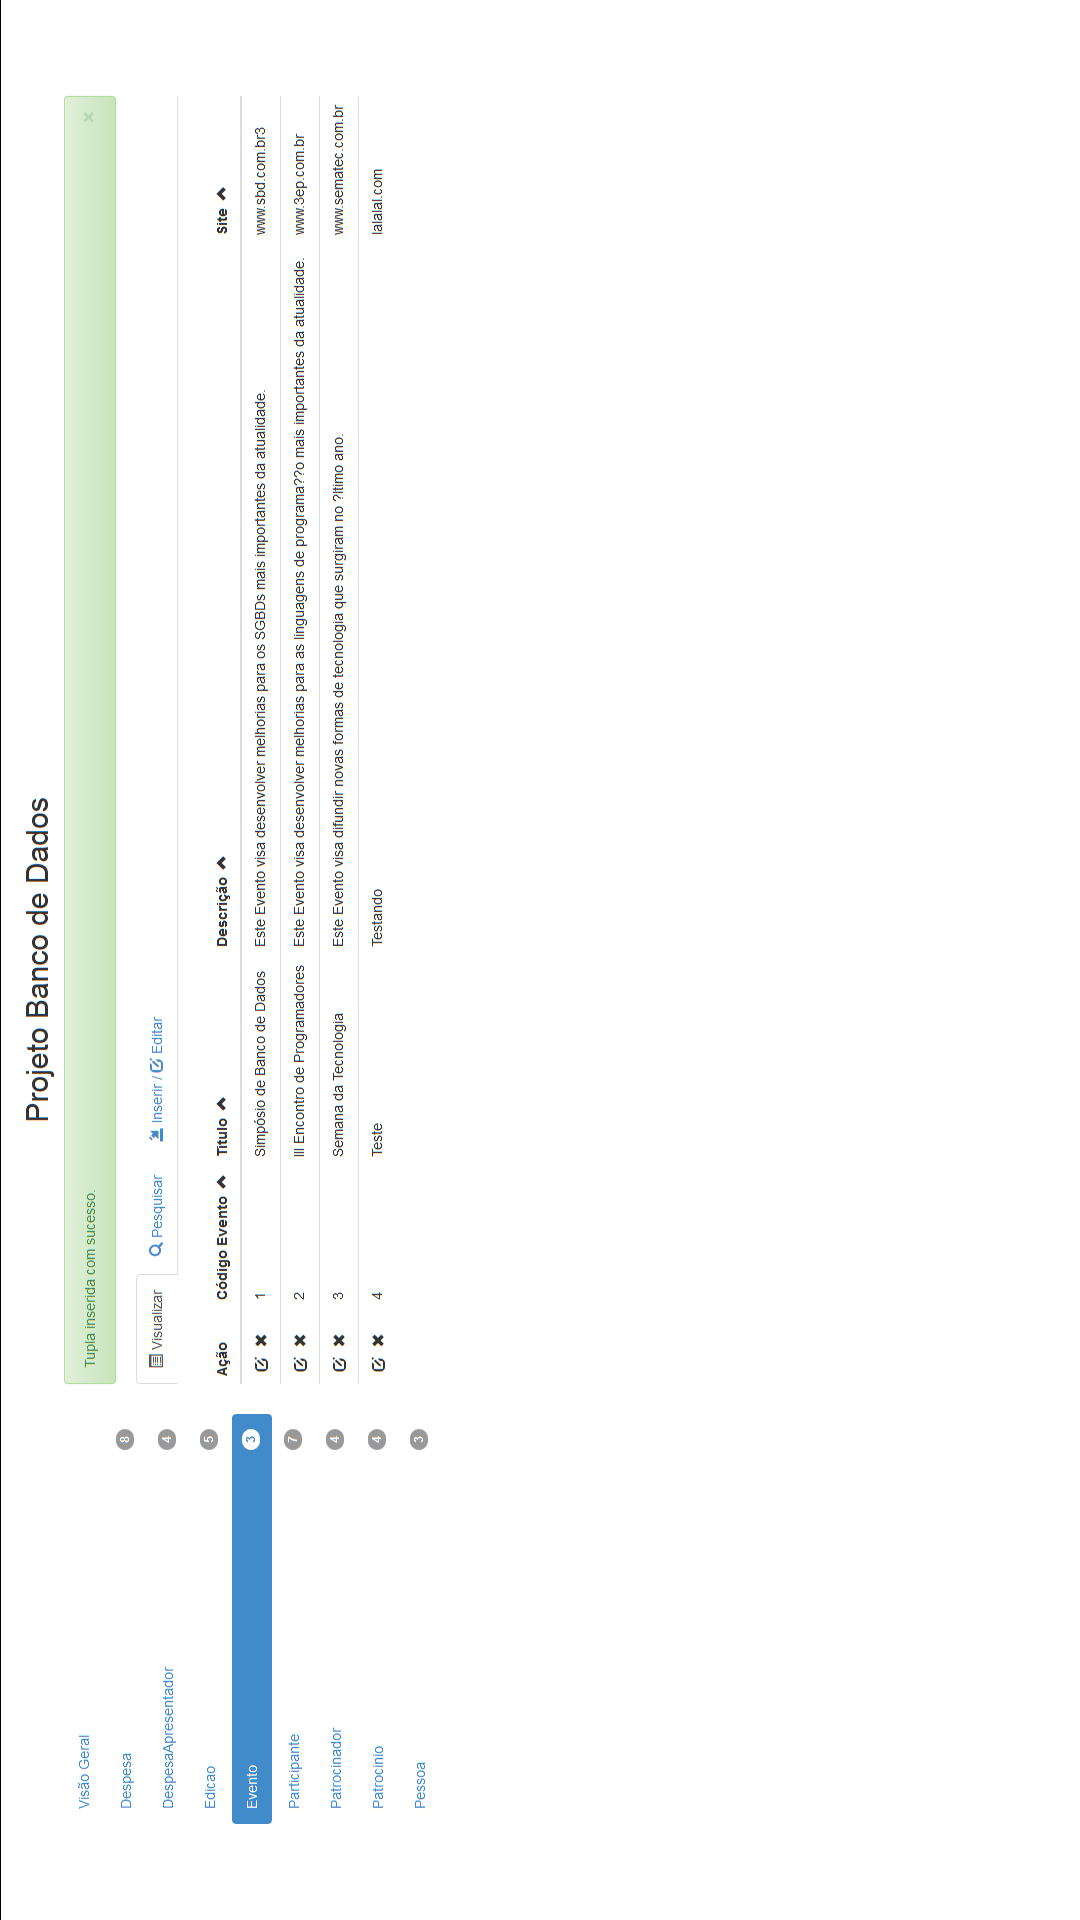 Projeto Banco de Dados
Tupla inserida com sucesso. ×
Visão Geral
Despesa 8
DespesaApresentador 4
Edicao 5
Evento 3
Participante 7
Patrocinador 4
Patrocinio 4
Pessoa 3
Visualizar Pesquisar Inserir / Editar
Ação Código Evento Titulo Descrição Site
1 Simpósio de Banco de Dados Este Evento visa desenvolver melhorias para os SGBDs mais importantes da atualidade. www.sbd.com.br3
2 III Encontro de Programadores Este Evento visa desenvolver melhorias para as linguagens de programa??o mais importantes da atualidade. www.3ep.com.br
3 Semana da Tecnologia Este Evento visa difundir novas formas de tecnologia que surgiram no ?ltimo ano. www.sematec.com.br
4 Teste Testando lalalal.com